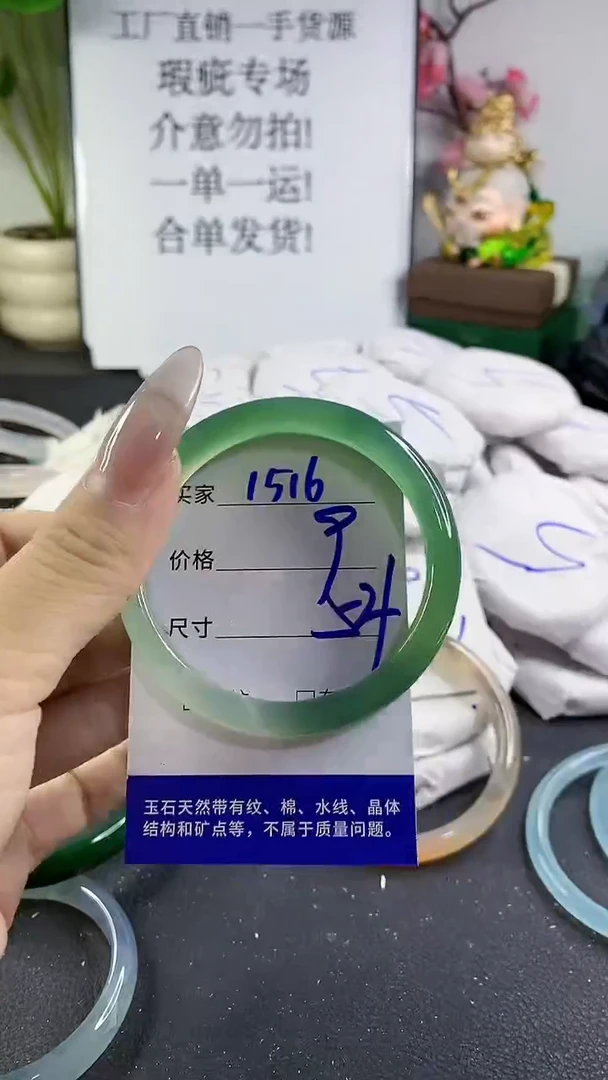 工厂直销一手货源
瑕疵专场
介意勿拍!
一单一运!
合单发货!
买家 1516
价格
尺寸
玉石天然带有纹、棉、水线、晶体
结构和矿点等，不属于质量问题。